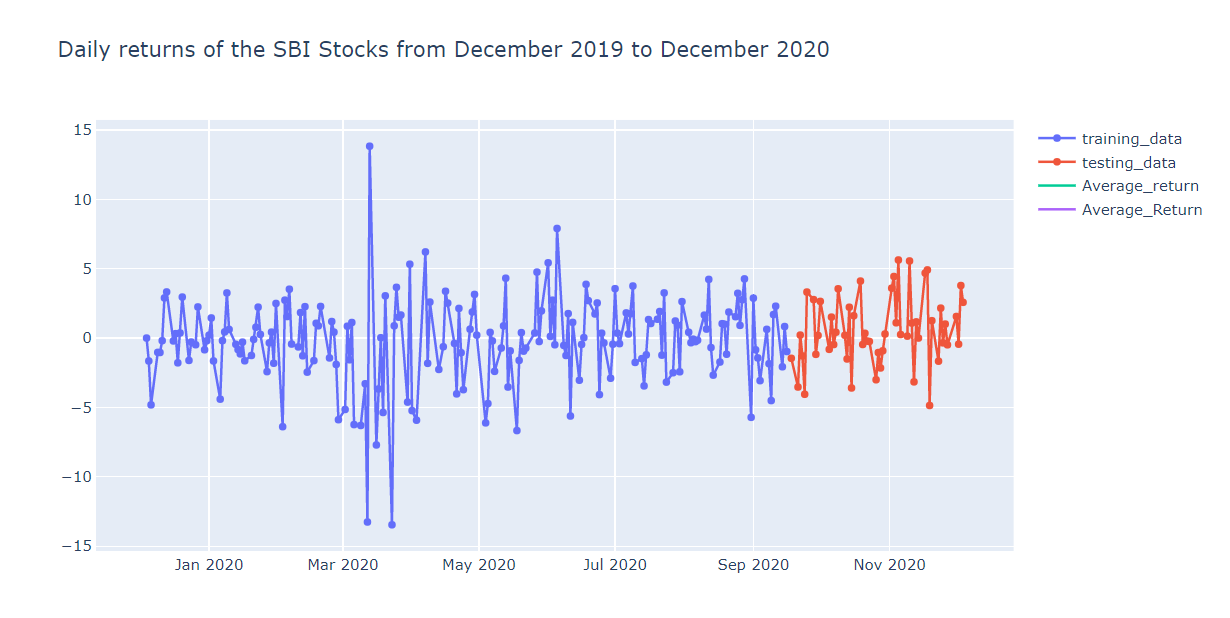 Daily returns of the SBI Stocks from December 2019 to December 2020
15
10
5
0
−5
−10
−15
Jan 2020
Mar 2020
May 2020
Jul 2020
Sep 2020
Nov 2020
training_data
testing_data
Average_return
Average_Return